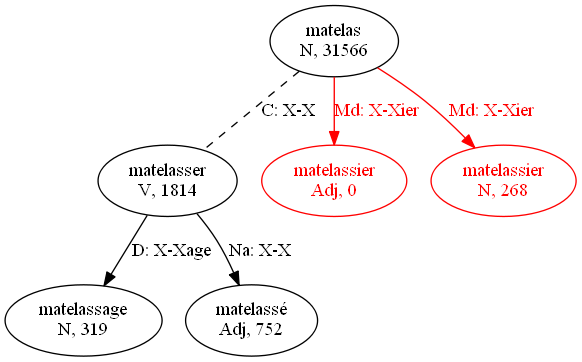 matelas
N, 31566
C: X-X
Md: X-Xier
Md: X-Xier
matelasser
V, 1814
matelassier
Adj, 0
matelassier
N, 268
D: X-Xage
Na: X-X
matelassage
N, 319
matelassé
Adj, 752